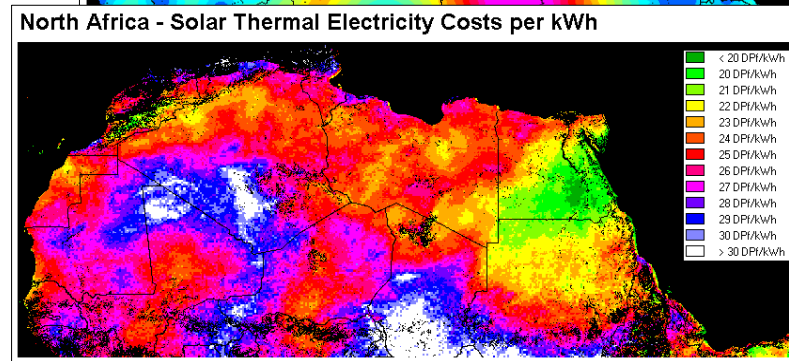 North Africa - Solar Thermal Electricity Costs per kWh
< 20 DPf/kWh
20 DPf/kWh
21 DPf/kWh
22 DPf/kWh
23 DPf/kWh
24 DPf/kWh
25 DPf/kWh
26 DPf/kWh
27 DPf/kWh
28 DPf/kWh
29 DPf/kWh
30 DPf/kWh
> 30 DPf/kWh